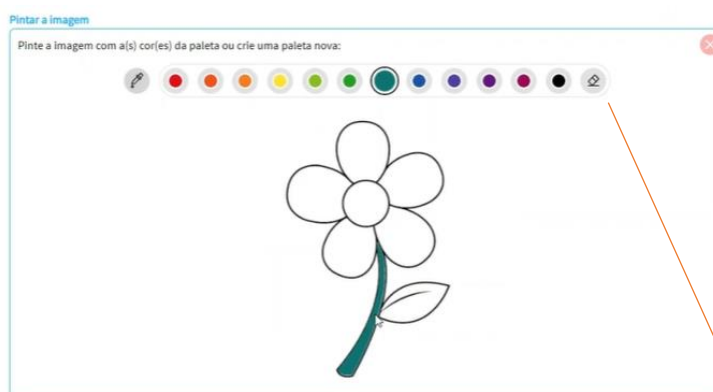 Pintar a imagem
Pinte a imagem com a(s) cor(es) da paleta ou crie uma paleta nova: